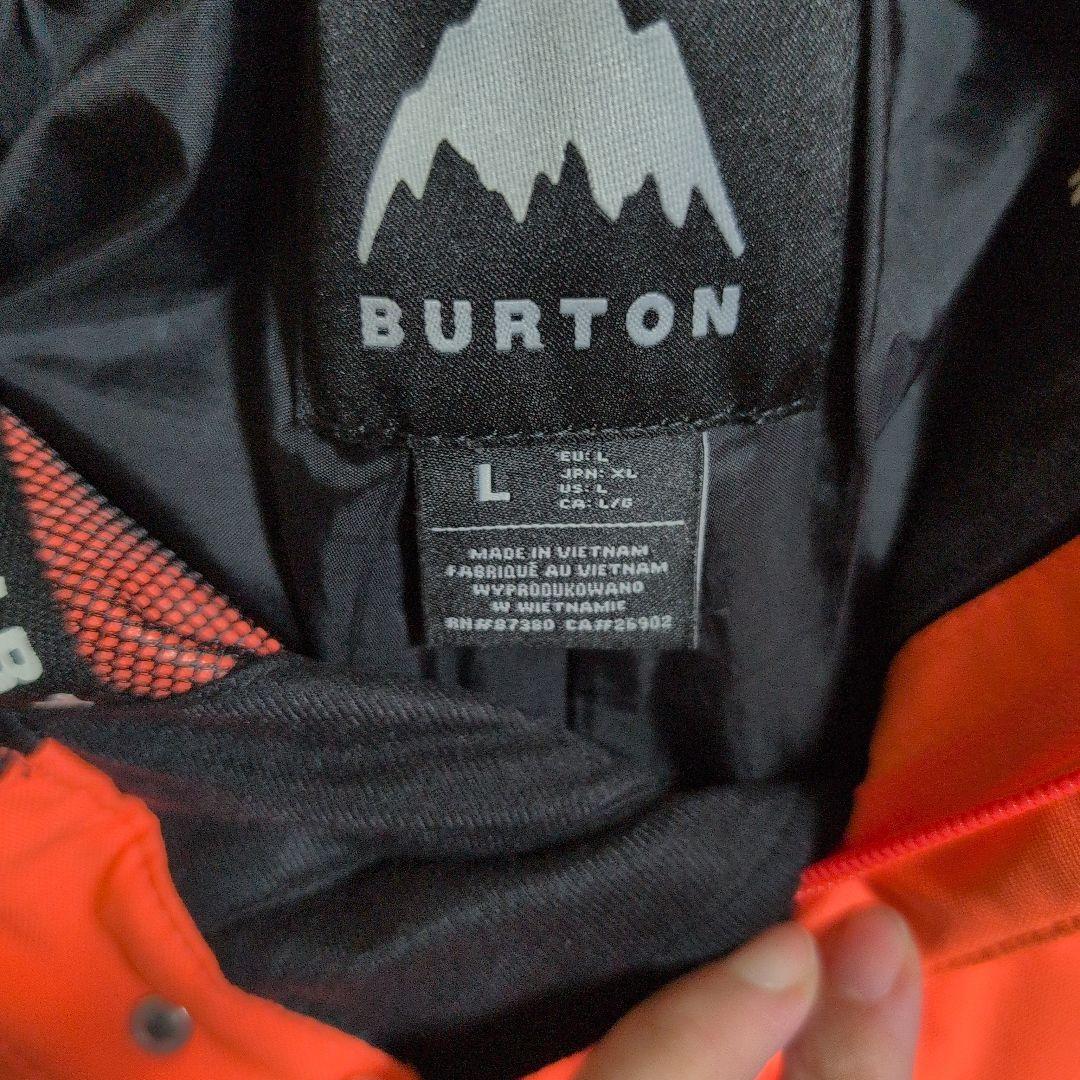 BURTON
L
EU: L
JPN: XL
US: L
CA: L/G
MADE IN VIETNAM
FABRIQUÉ AU VIETNAM
WYPRODUKOWANO
W WIETNAMIE
RN#87380 CA#26902
B